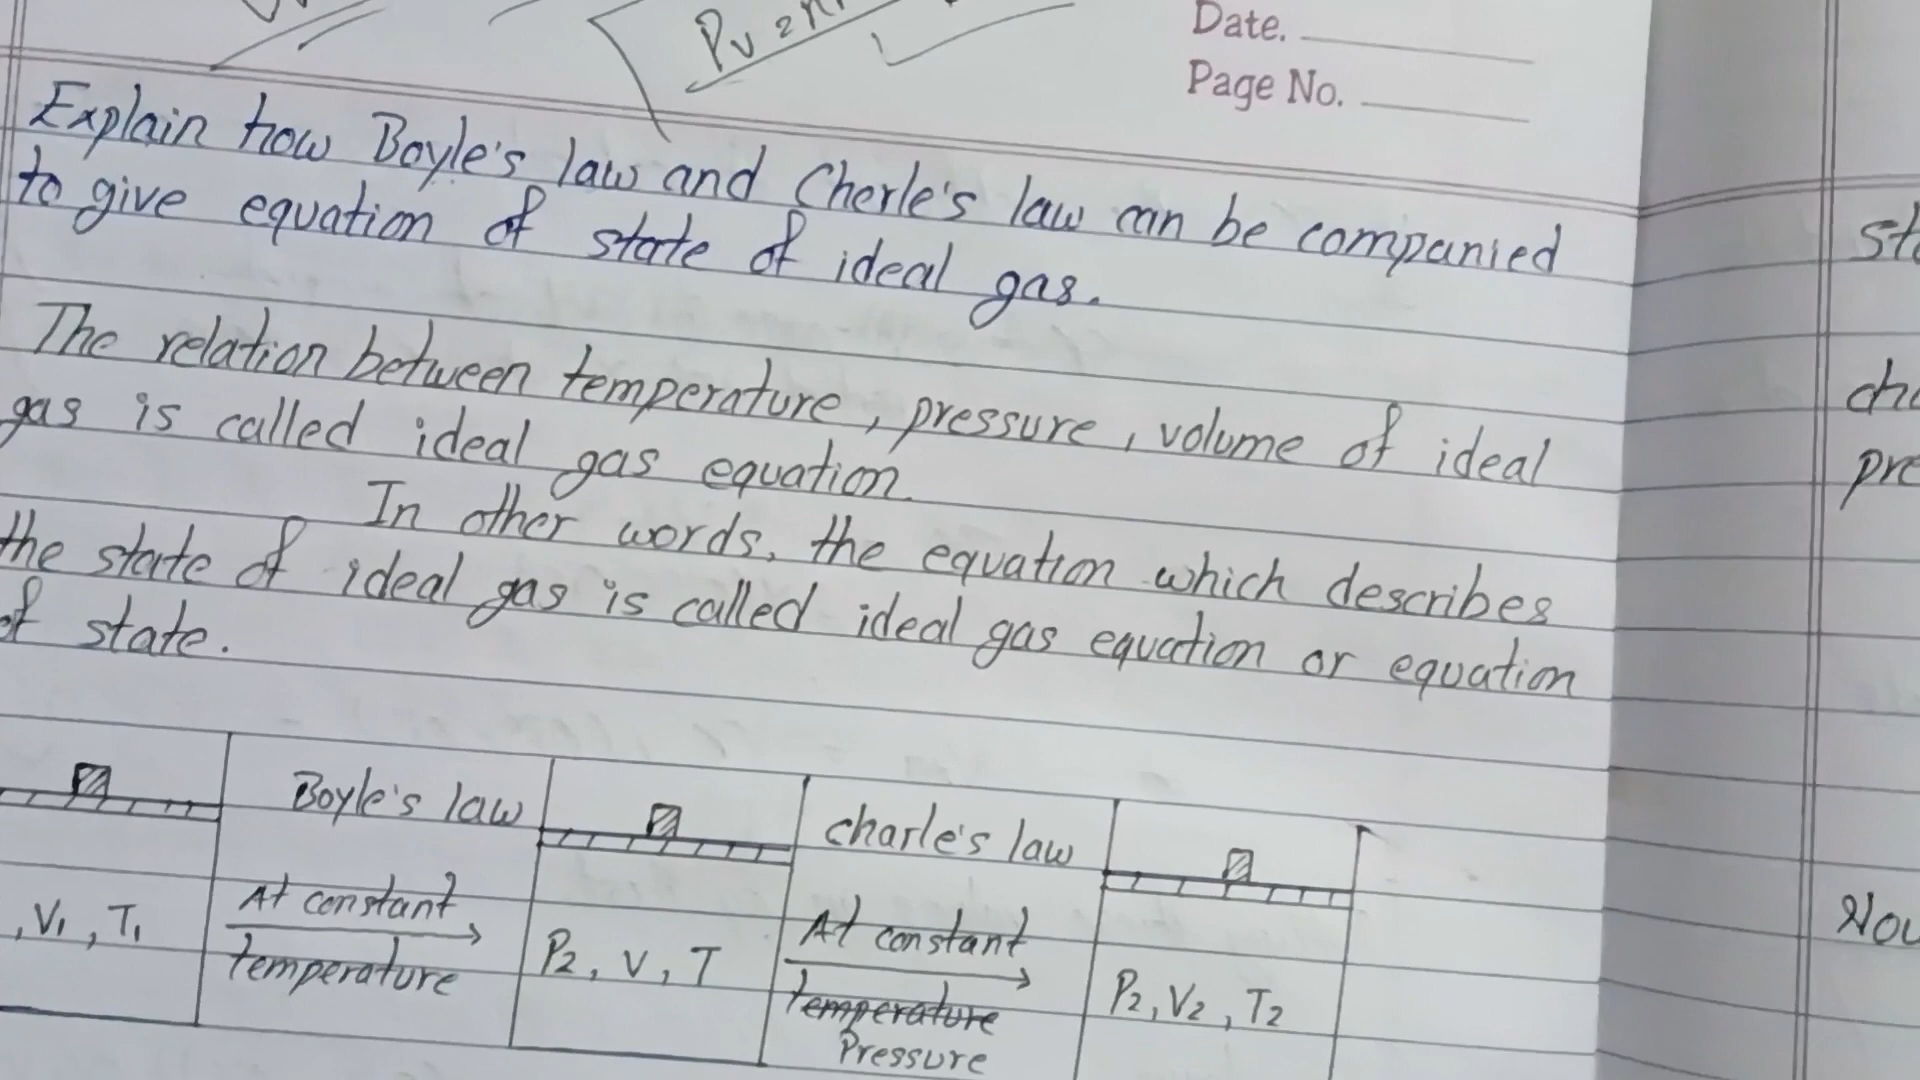 Pv = n
Date.
Page No.
Explain how Boyle's law and Cherle's law can be companied
to give equation of state of ideal gas.
The relation between temperature, pressure, volume of ideal
gas is called ideal gas equation.
In other words, the equation which describes
the state of ideal gas is called ideal gas equation or equation
of state.
Boyle's law
charle's law
, V1, T1
At constant
temperature
P2, V, T
At constant
temperature
Pressure
P2, V2, T2